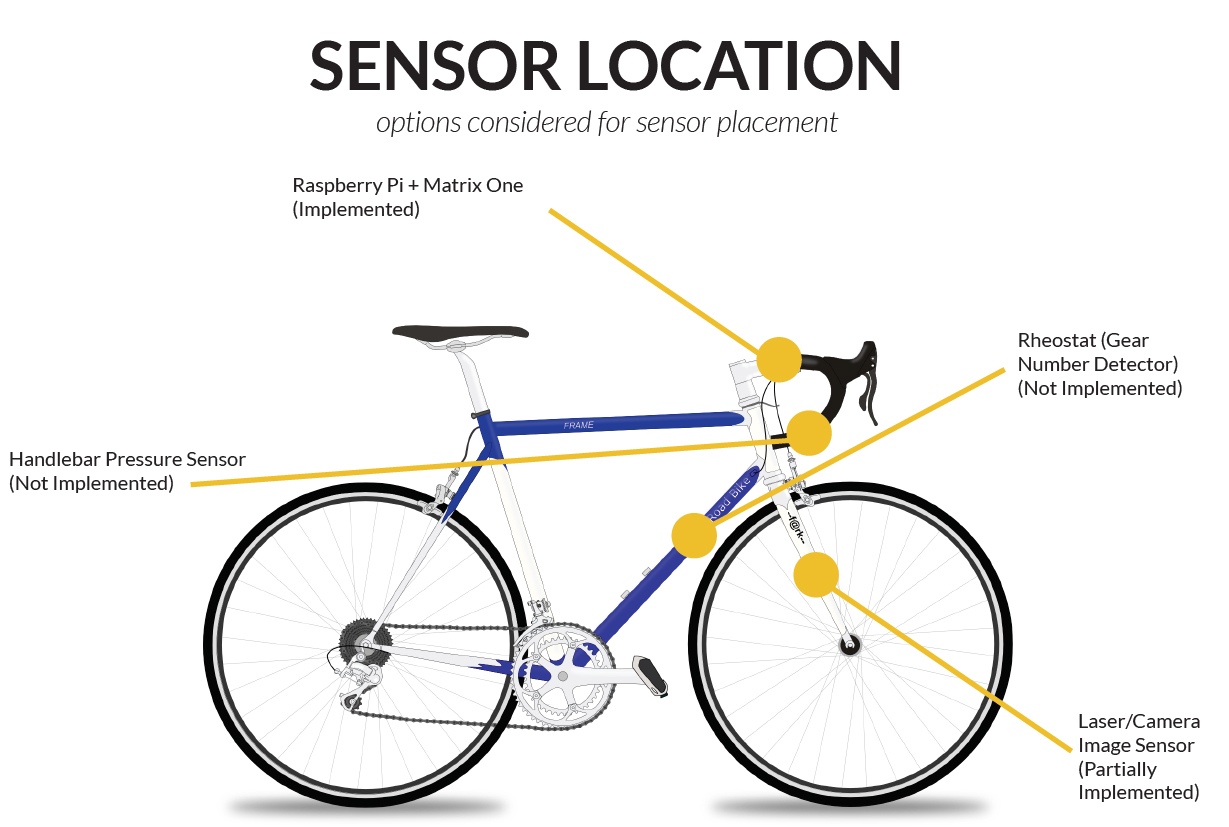 SENSOR LOCATION
options considered for sensor placement
Raspberry Pi + Matrix One
(Implemented)
Rheostat (Gear
Number Detector)
(Not Implemented)
FRAME
Handlebar Pressure Sensor
(Not Implemented)
Road Bike
..f@rk..
Laser/Camera
Image Sensor
(Partially
Implemented)